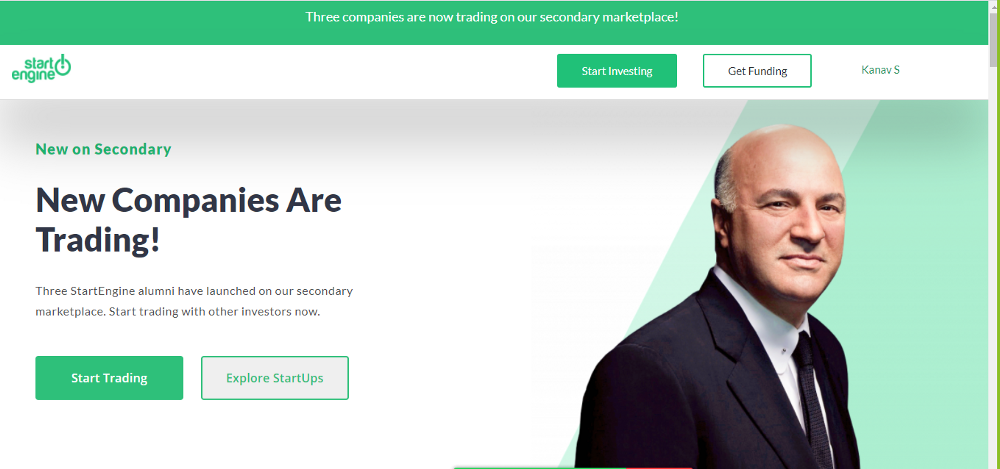 Three companies are now trading on our secondary marketplace!
start
engine
Start Investing
Get Funding
Kanav S
New on Secondary
New Companies Are
Trading!
Three StartEngine alumni have launched on our secondary
marketplace. Start trading with other investors now.
Start Trading
Explore StartUps